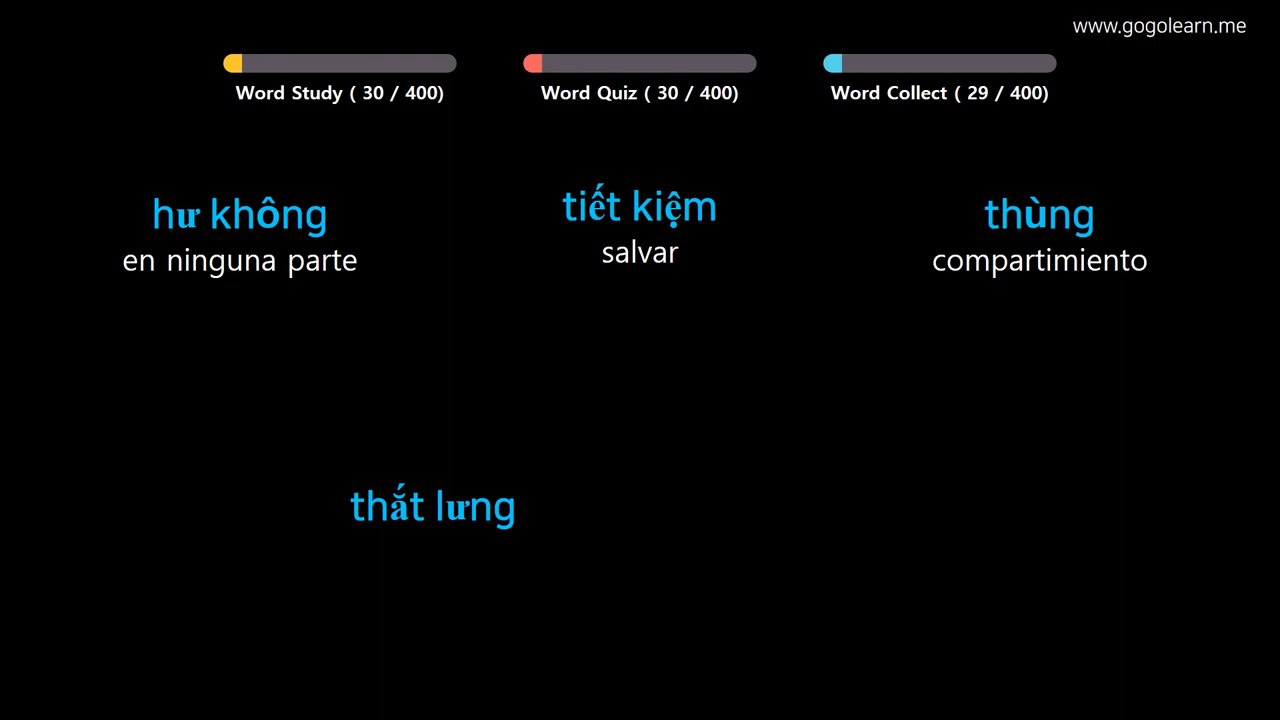 www.gogolearn.me
Word Study ( 30 / 400)
Word Quiz ( 30 / 400)
Word Collect ( 29 / 400)
hư không
en ninguna parte
tiết kiệm
salvar
thùng
compartimiento
thắt lưng